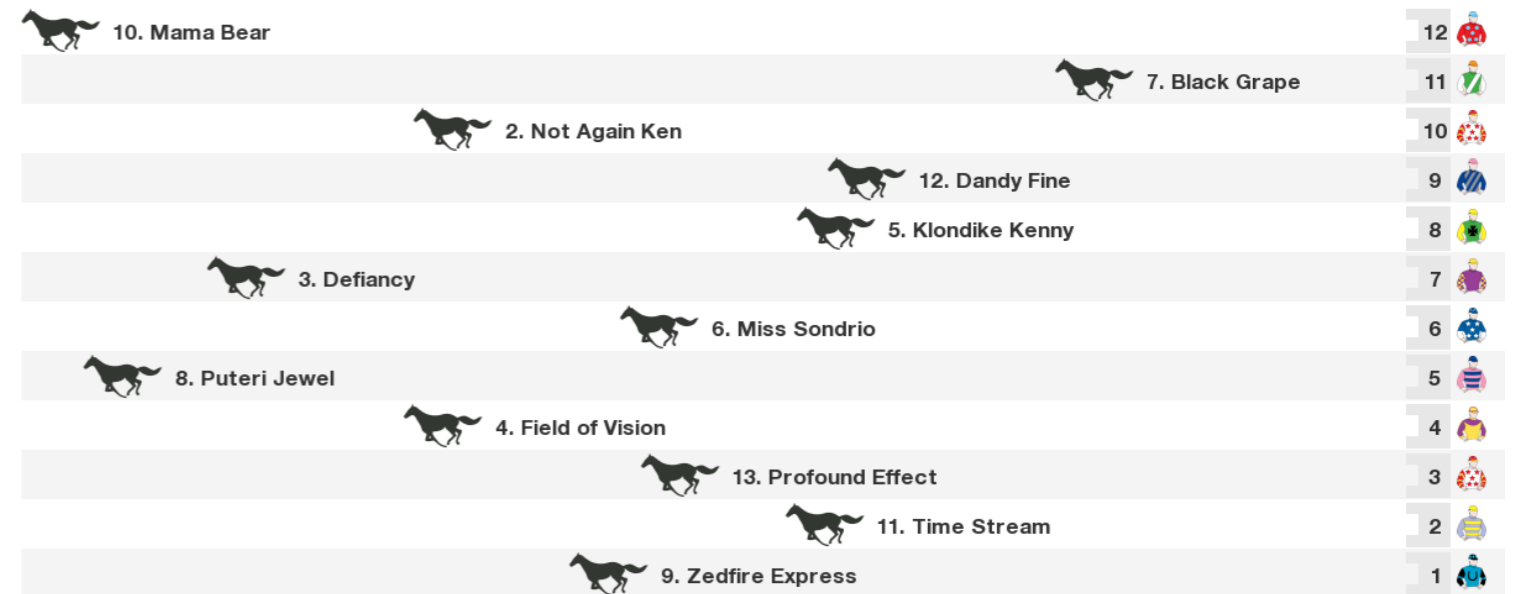 10. Mama Bear 12
7. Black Grape 11
2. Not Again Ken 10
12. Dandy Fine 9
5. Klondike Kenny 8
3. Defiancy 7
6. Miss Sondrio 6
8. Puteri Jewel 5
4. Field of Vision 4
13. Profound Effect 3
11. Time Stream 2
9. Zedfire Express 1